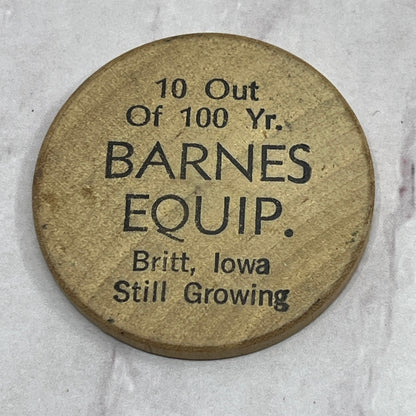 10 Out
Of 100 Yr.
BARNES
EQUIP.
Britt, Iowa
Still Growing